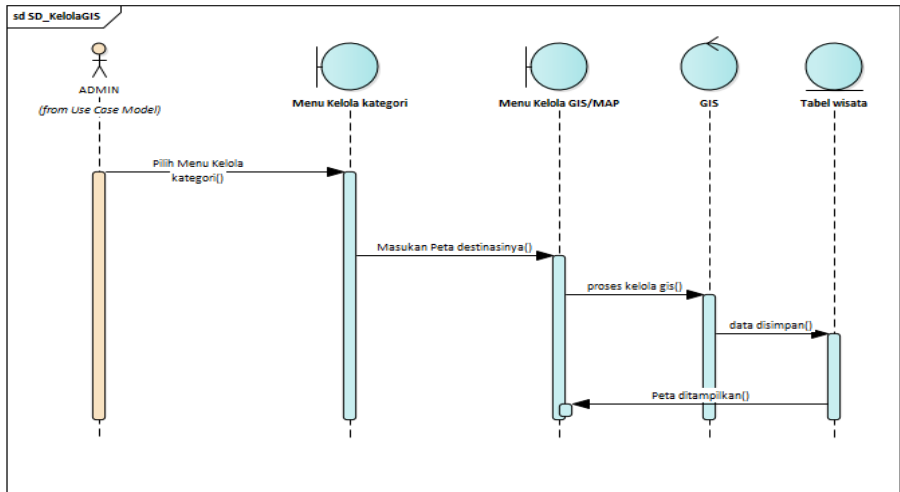 sd SD_KelolaGIS
ADMIN
(from Use Case Model)
Menu Kelola kategori
Menu Kelola GIS/MAP
GIS
Tabel wisata
Pilih Menu Kelola
kategori()
Masukan Peta destinasinya()
proses kelola gis()
data disimpan()
Peta ditampilkan()